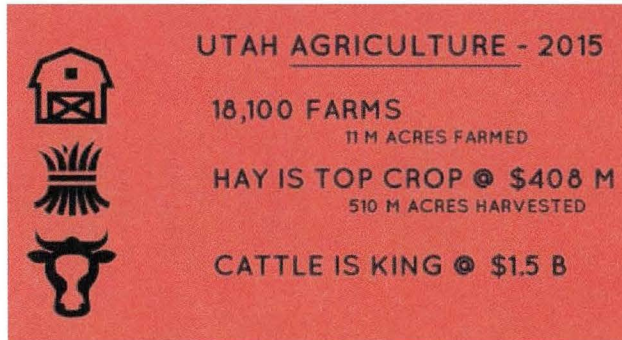 UTAH AGRICULTURE - 2015
18,100 FARMS
11 M ACRES FARMED
HAY IS TOP CROP @ $408 M
510 M ACRES HARVESTED
CATTLE IS KING @ $1.5 B